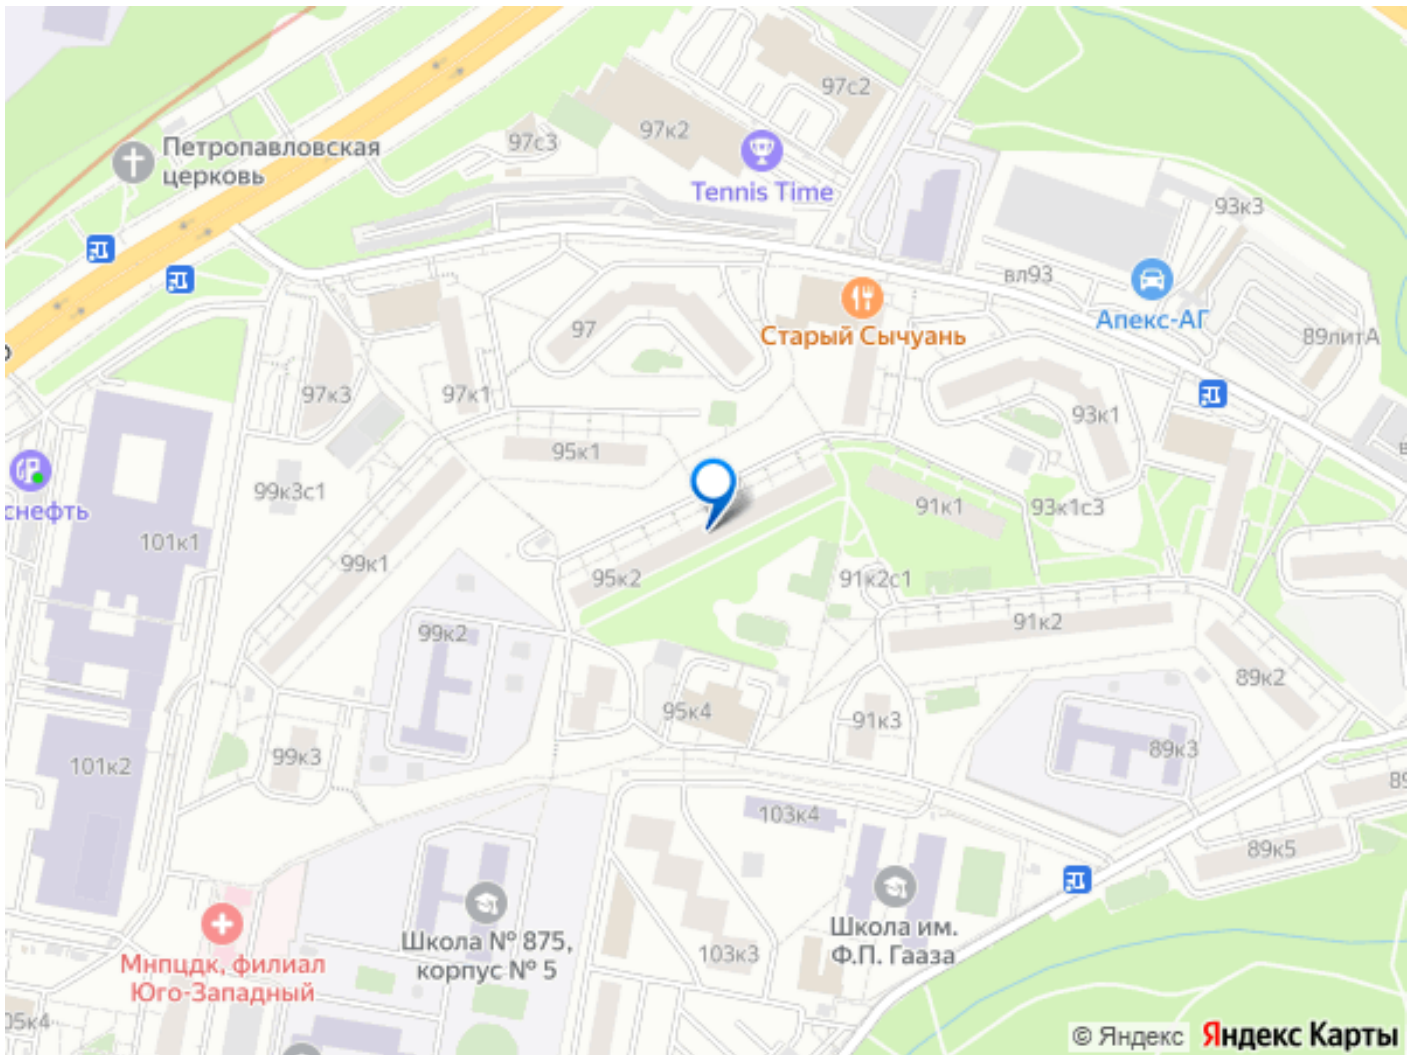 97с2
97к2
97с3
Петропавловская
церковь
Tennis Time
93к3
вл93
Апекс-АГ
97
Старый Сычуань
89литА
97к3
97к1
93к1
95к1
99к3с1
91к1
93к1с3
снефть
101к1
99к1
95к2
91к2с1
99к2
91к2
89к2
95к4
91к3
99к3
89к3
101к2
89
103к4
89к5
Школа № 875,
корпус № 5
Школа им.
Ф.П. Гааза
103к3
Мнпцдк, филиал
Юго-Западный
05к4
© Яндекс
Яндекс Карты